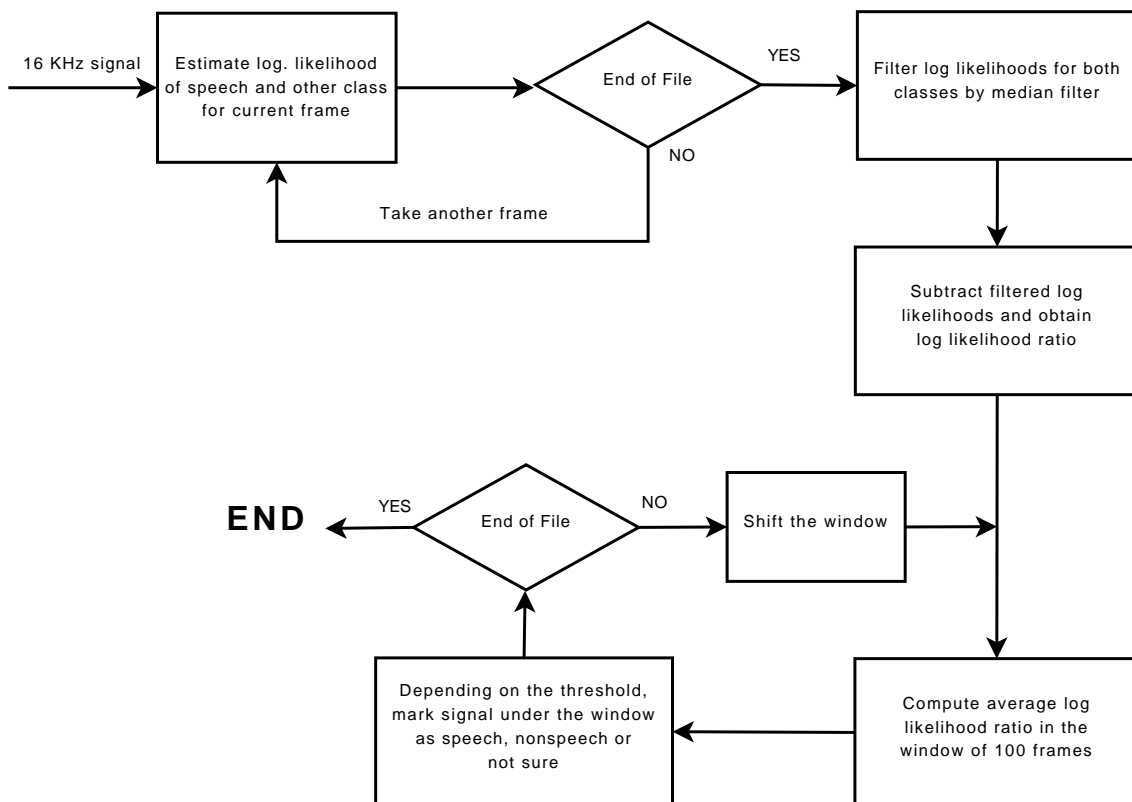 16 KHz signal
Estimate log. likelihood
of speech and other class
for current frame
End of File
YES
NO
Take another frame
Filter log likelihoods for both
classes by median filter
Subtract filtered log
likelihoods and obtain
log likelihood ratio
END
YES
End of File
NO
Shift the window
Depending on the threshold,
mark signal under the window
as speech, nonspeech or
not sure
Compute average log
likelihood ratio in the
window of 100 frames